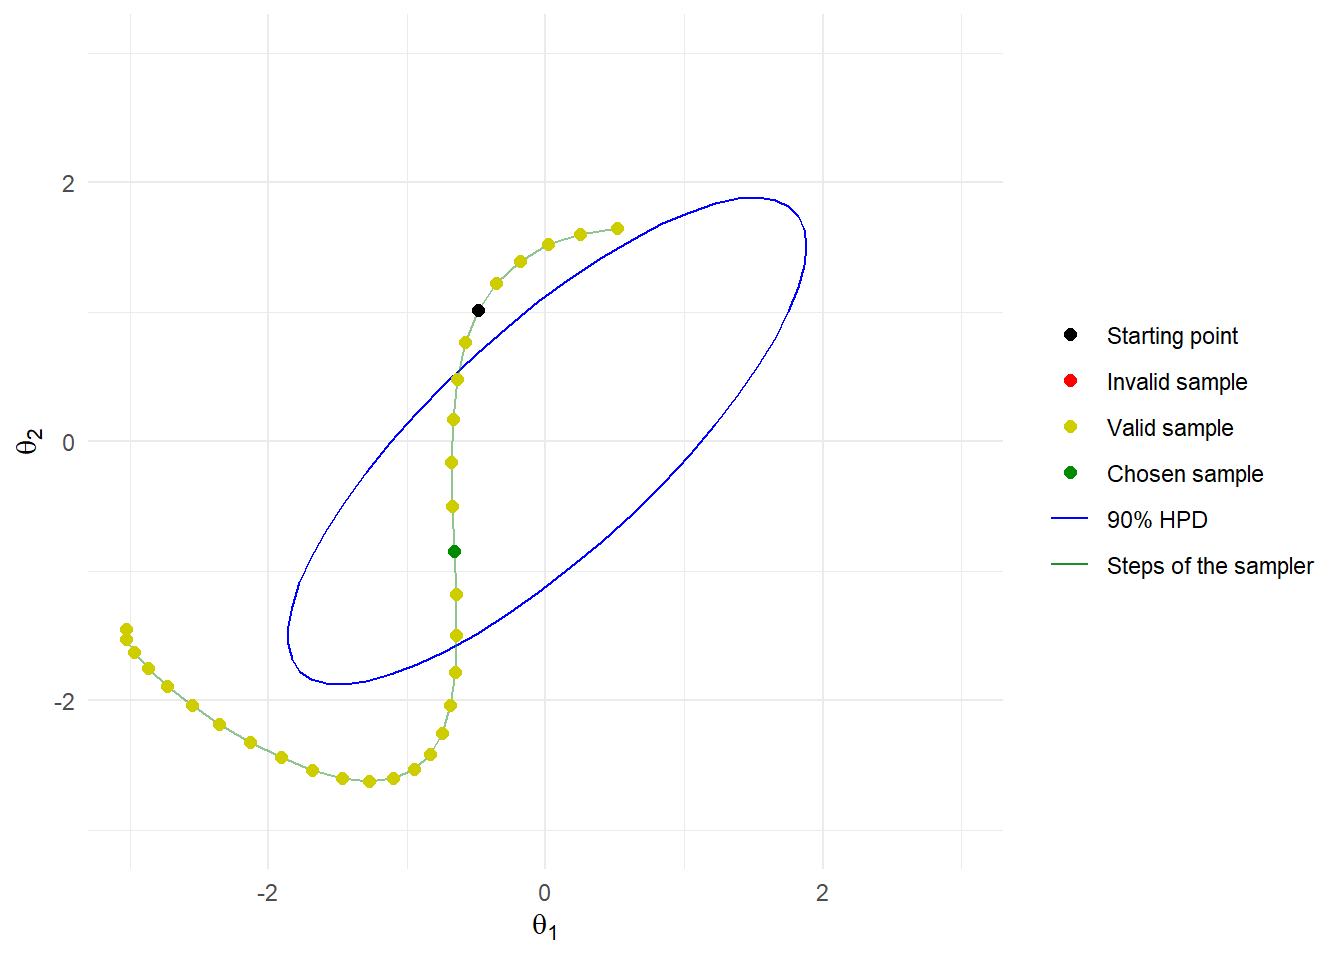 2
0
-2
-2
0
2
θ1
θ2
Starting point
Invalid sample
Valid sample
Chosen sample
90% HPD
Steps of the sampler